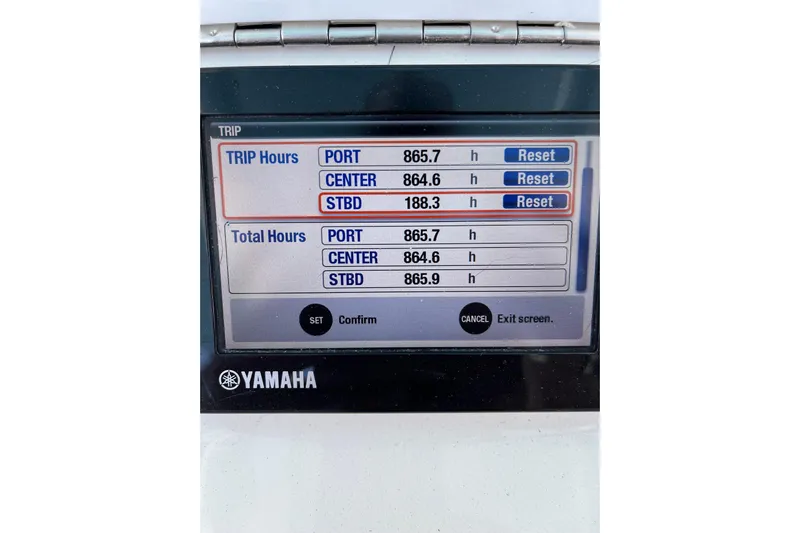 TRIP
TRIP Hours PORT 865.7 h Reset
CENTER 864.6 h Reset
STBD 188.3 h Reset
Total Hours PORT 865.7 h
CENTER 864.6 h
STBD 865.9 h
SET Confirm CANCEL Exit screen.
YAMAHA